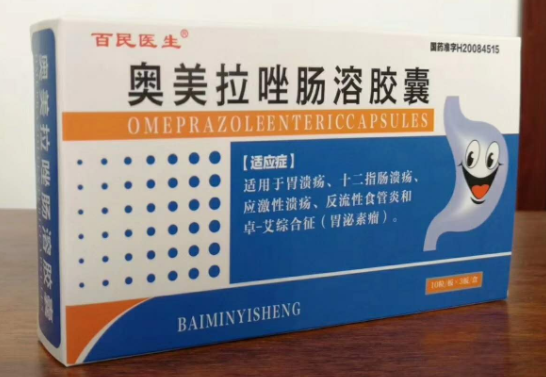 百民医生®
国药准字H20084515
奥美拉唑肠溶胶囊
OMEPRAZOLEENTERICCAPSULES
【适应症】
适用于胃溃疡、十二指肠溃疡、
应激性溃疡、反流性食管炎和
卓-艾综合征（胃泌素瘤）。
BAIMINYISHENG
奥美拉唑肠溶胶囊